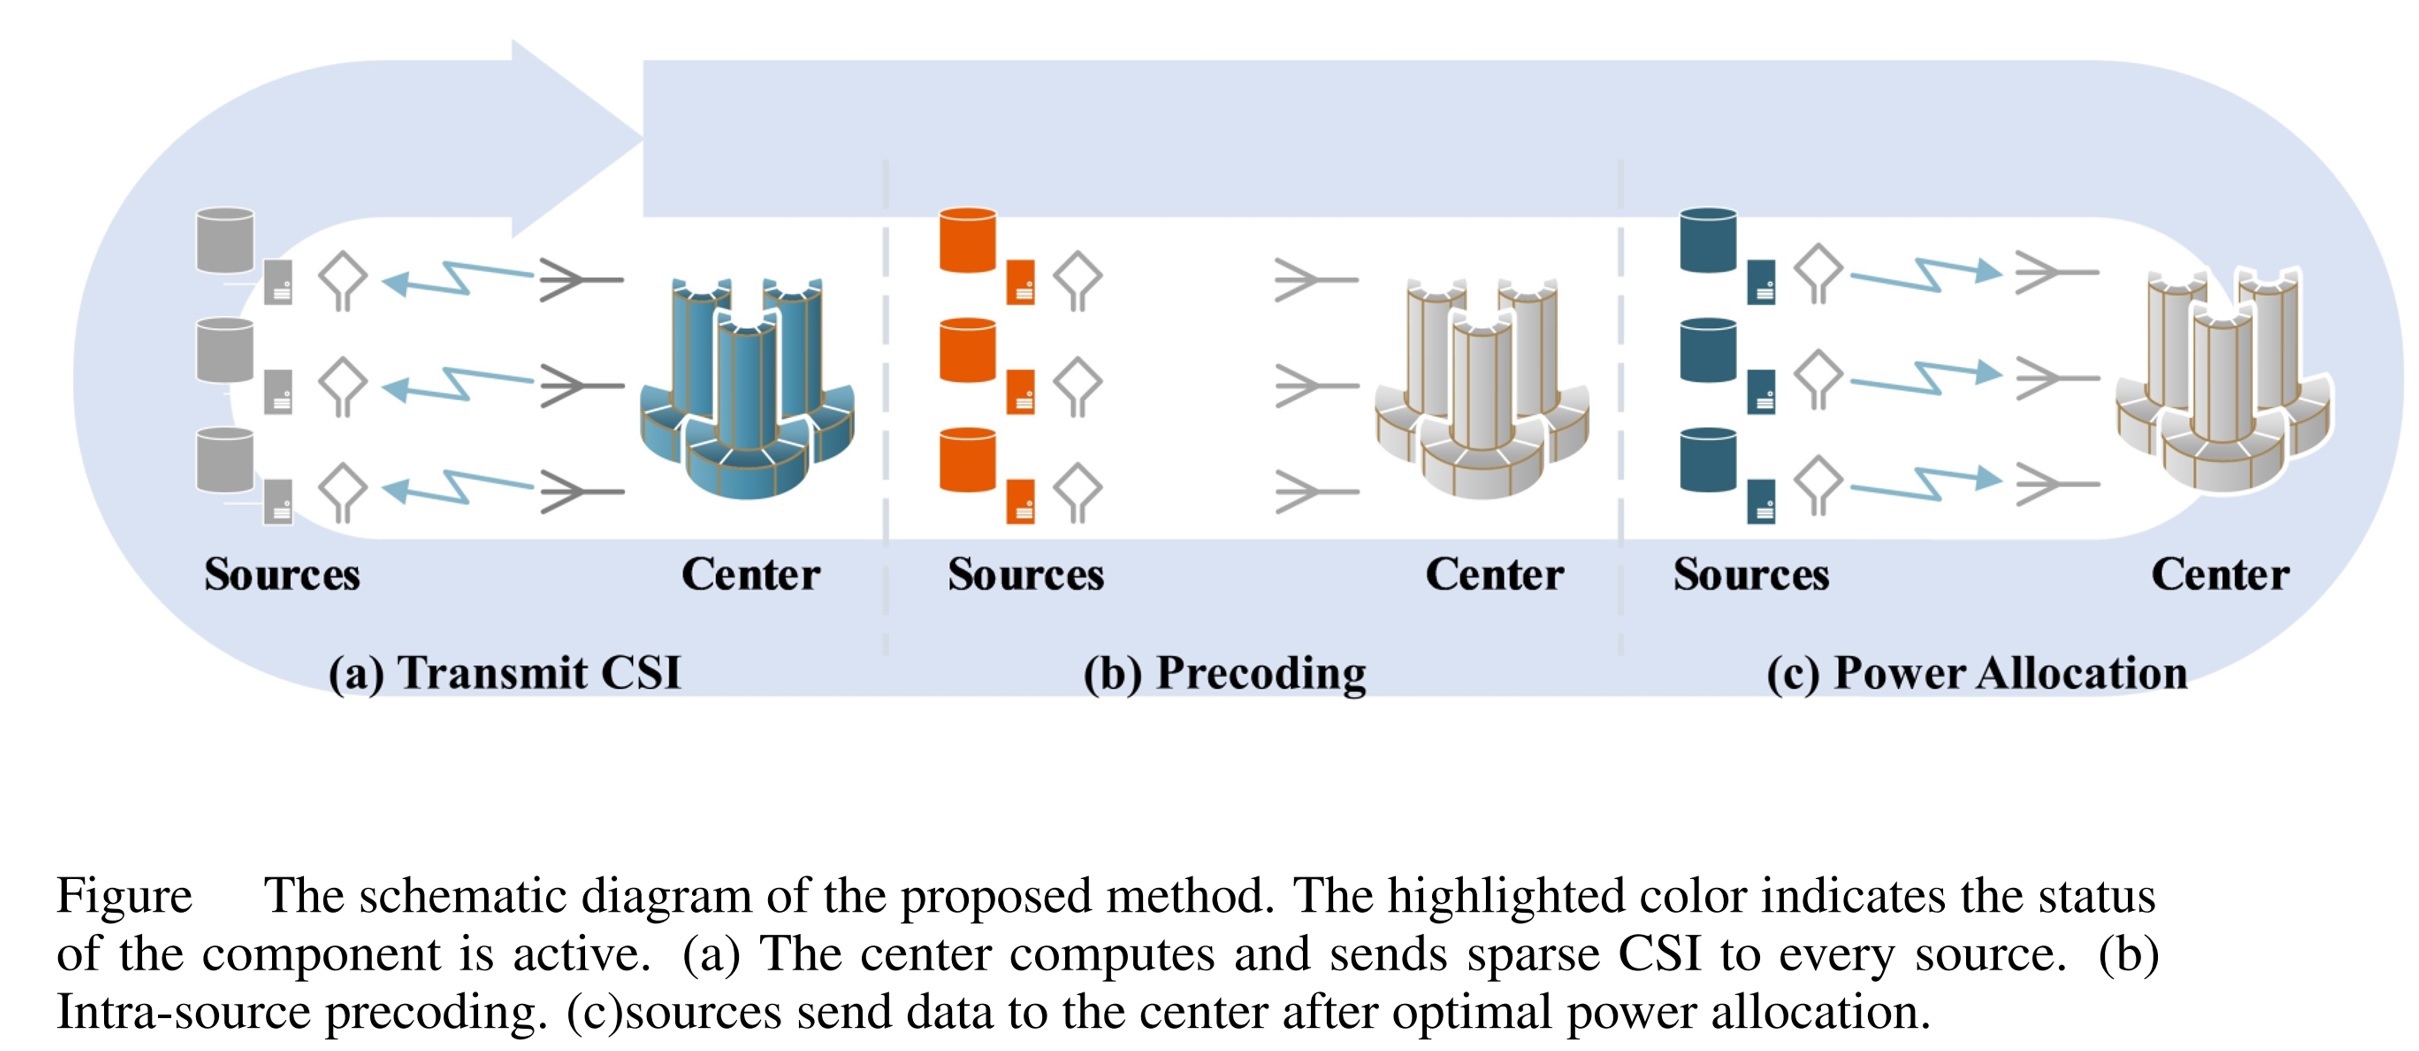 Sources Center Sources Center Sources Center
(a) Transmit CSI (b) Precoding (c) Power Allocation
Figure The schematic diagram of the proposed method. The highlighted color indicates the status
of the component is active. (a) The center computes and sends sparse CSI to every source. (b)
Intra-source precoding. (c)sources send data to the center after optimal power allocation.